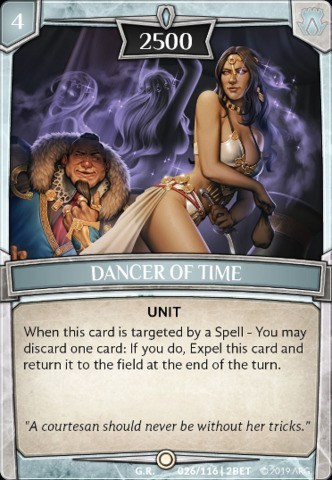 4
2500
DANCER OF TIME
UNIT
When this card is targeted by a Spell - You may
discard one card: If you do, Expel this card and
return it to the field at the end of the turn.
"A courtesan should never be without her tricks."
G.R. 026/116 | 2BET © 2019 ARG